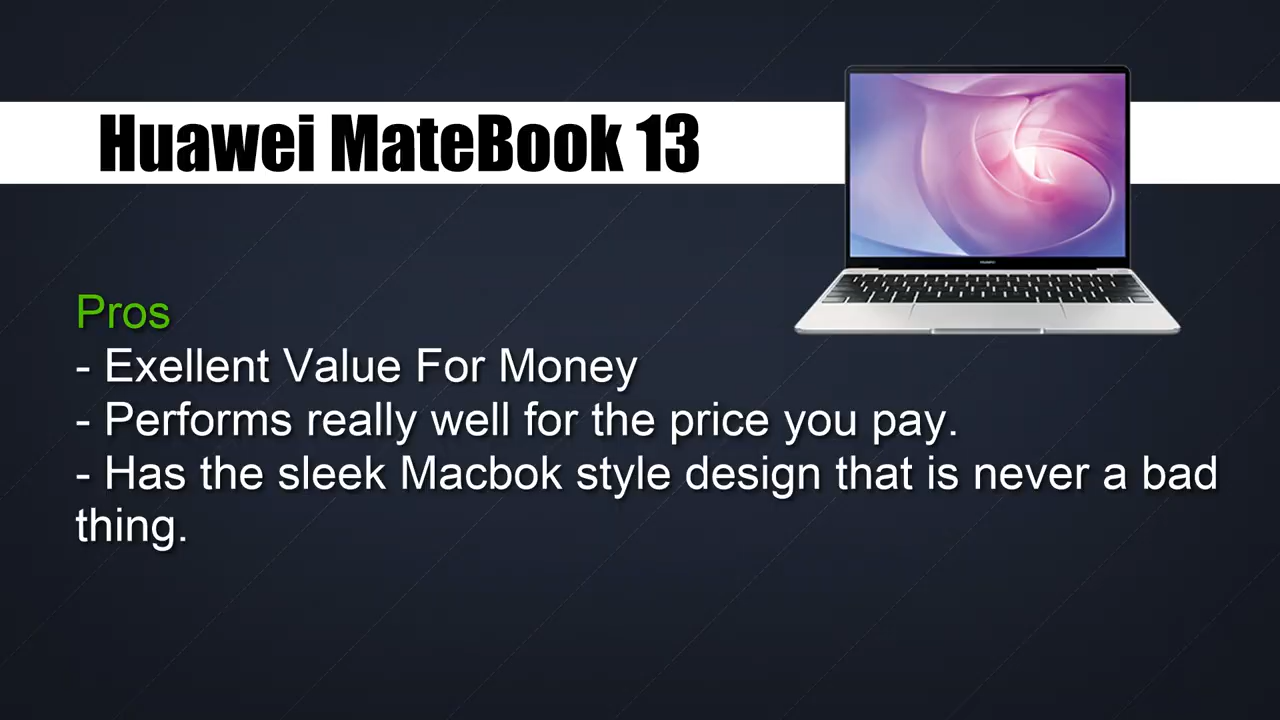 Huawei MateBook 13
Pros
- Exellent Value For Money
- Performs really well for the price you pay.
- Has the sleek Macbok style design that is never a bad
thing.